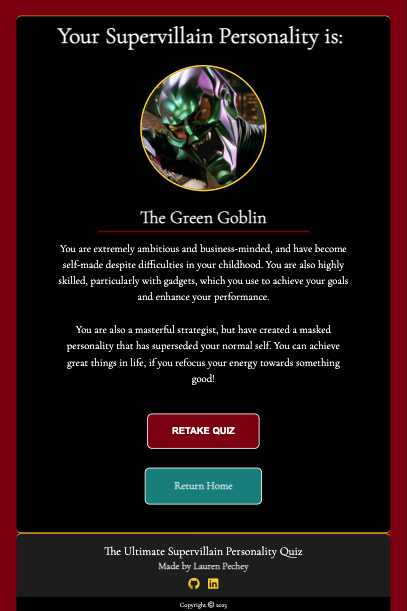 Your Supervillain Personality is:
The Green Goblin
You are extremely ambitious and business-minded, and have become
self-made despite difficulties in your childhood. You are also highly
skilled, particularly with gadgets, which you use to achieve your goals
and enhance your performance.
You are also a masterful strategist, but have created a masked
personality that has superseded your normal self. You can achieve
great things in life, if you refocus your energy towards something
good!
RETAKE QUIZ
Return Home
The Ultimate Supervillain Personality Quiz
Made by Lauren Pechey
Copyright © 2023